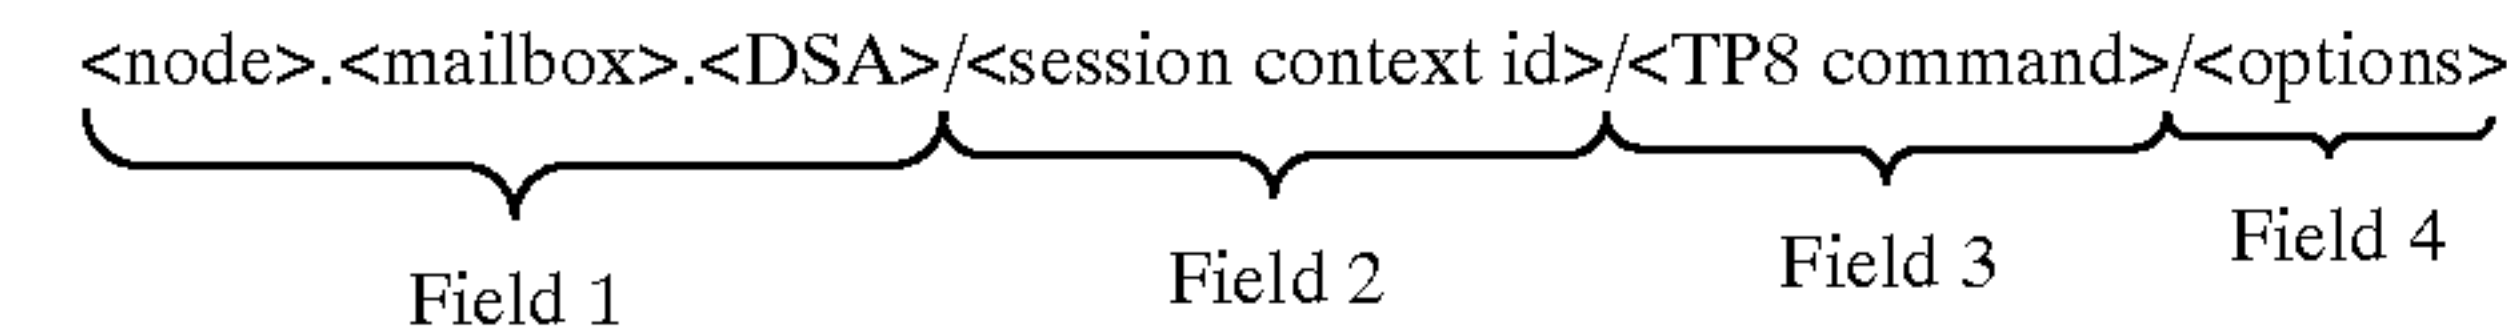 <node>.<mailbox>.<DSA>/<session context id>/<TP8 command>/<options>
Field 1
Field 2
Field 3
Field 4